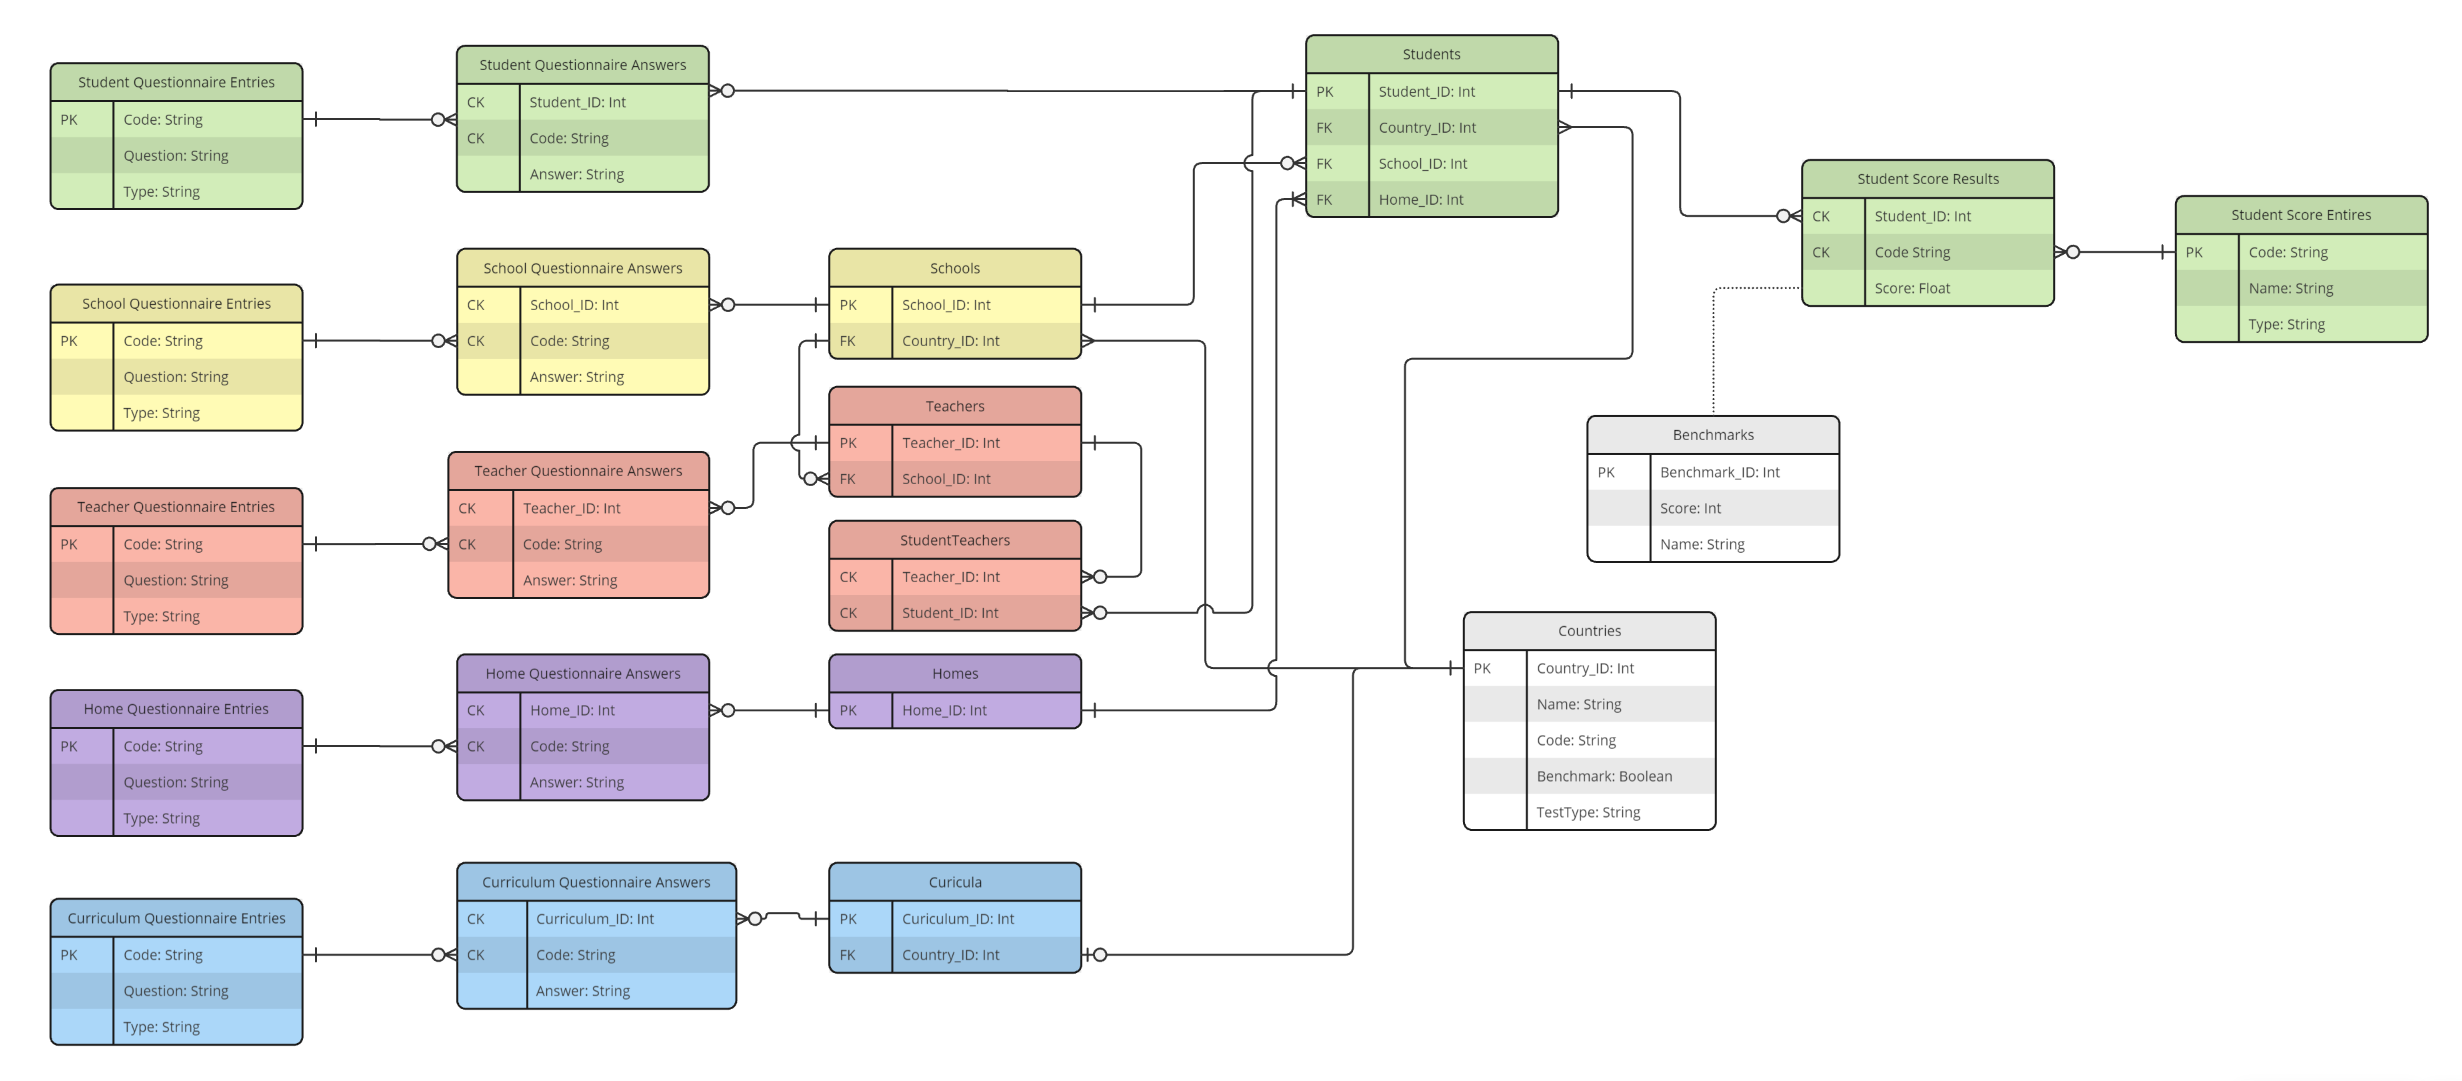 Student Questionnaire Entries
PK Code: String
Question: String
Type: String
Student Questionnaire Answers
CK Student_ID: Int
CK Code: String
Answer: String
Students
PK Student_ID: Int
FK Country_ID: Int
FK School_ID: Int
FK Home_ID: Int
Student Score Results
CK Student_ID: Int
CK Code String
Score: Float
Student Score Entires
PK Code: String
Name: String
Type: String
School Questionnaire Entries
PK Code: String
Question: String
Type: String
School Questionnaire Answers
CK School_ID: Int
CK Code: String
Answer: String
Schools
PK School_ID: Int
FK Country_ID: Int
Teachers
PK Teacher_ID: Int
FK School_ID: Int
Benchmarks
PK Benchmark_ID: Int
Score: Int
Name: String
Teacher Questionnaire Entries
PK Code: String
Question: String
Type: String
Teacher Questionnaire Answers
CK Teacher_ID: Int
CK Code: String
Answer: String
StudentTeachers
CK Teacher_ID: Int
CK Student_ID: Int
Countries
PK Country_ID: Int
Name: String
Code: String
Benchmark: Boolean
TestType: String
Home Questionnaire Entries
PK Code: String
Question: String
Type: String
Home Questionnaire Answers
CK Home_ID: Int
CK Code: String
Answer: String
Homes
PK Home_ID: Int
Curriculum Questionnaire Entries
PK Code: String
Question: String
Type: String
Curriculum Questionnaire Answers
CK Curriculum_ID: Int
CK Code: String
Answer: String
Curicula
PK Curiculum_ID: Int
FK Country_ID: Int